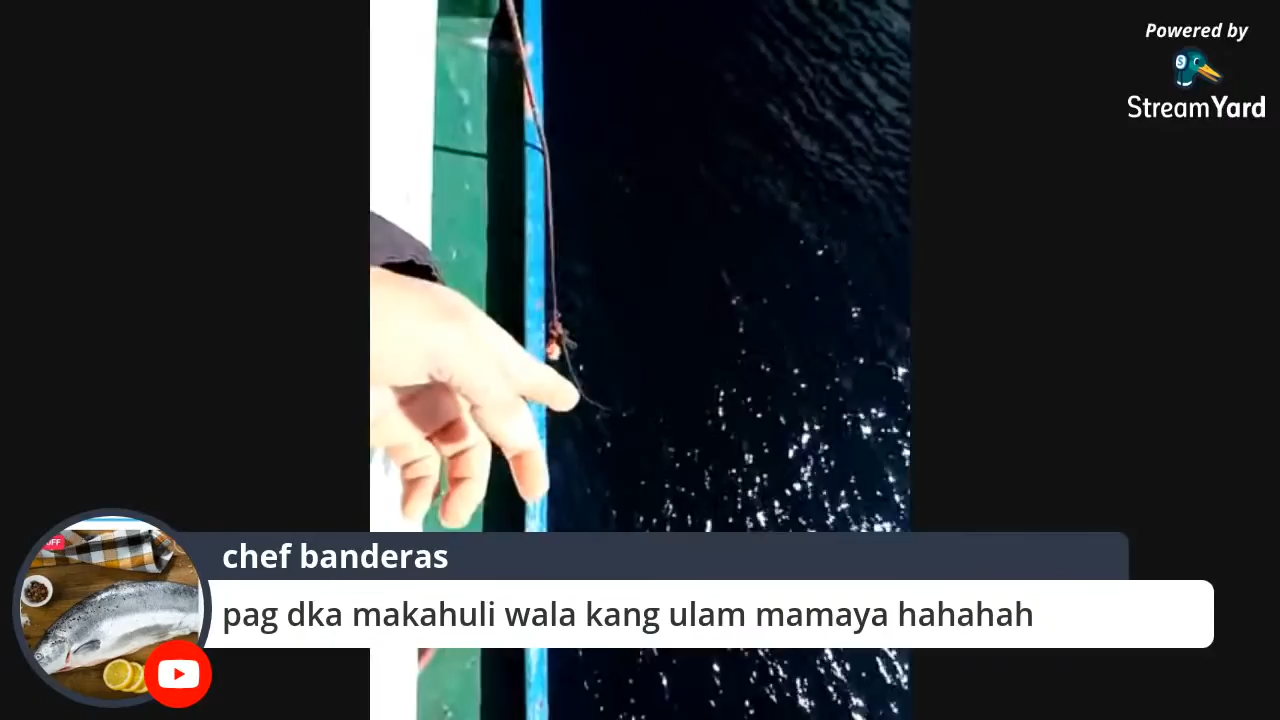 Powered by
StreamYard
chef banderas
pag dka makahuli wala kang ulam mamaya hahahah